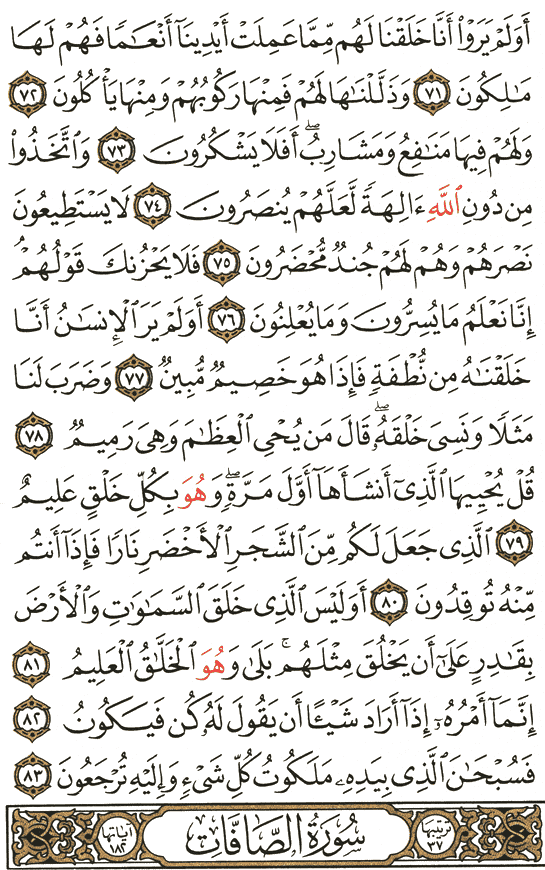 أَوَلَمْ يَرَوْا۟ أَنَّا خَلَقْنَا لَهُم مِّمَّا عَمِلَتْ أَيْدِينَآ أَنْعَـٰمًا فَهُمْ لَهَا
مَـٰلِكُونَ ٧١ وَذَلَّلْنَـٰهَا لَهُمْ فَمِنْهَا رَكُوبُهُمْ وَمِنْهَا يَأْكُلُونَ ٧٢
وَلَهُمْ فِيهَا مَنَـٰفِعُ وَمَشَارِبُ ۖ أَفَلَا يَشْكُرُونَ ٧٣ وَٱتَّخَذُوا۟
مِن دُونِ ٱللَّهِ ءَالِهَةً لَّعَلَّهُمْ يُنصَرُونَ ٧٤ لَا يَسْتَطِيعُونَ
نَصْرَهُمْ وَهُمْ لَهُمْ جُندٌ مُّحْضَرُونَ ٧٥ فَلَا يَحْزُنكَ قَوْلُهُمْ ۘ
إِنَّا نَعْلَمُ مَا يُسِرُّونَ وَمَا يُعْلِنُونَ ٧٦ أَوَلَمْ يَرَ ٱلْإِنسَـٰنُ أَنَّا
خَلَقْنَـٰهُ مِن نُّطْفَةٍ فَإِذَا هُوَ خَصِيمٌ مُّبِينٌ ٧٧ وَضَرَبَ لَنَا
مَثَلًا وَنَسِىَ خَلْقَهُۥ ۖ قَالَ مَن يُحْىِ ٱلْعِظَـٰمَ وَهِىَ رَمِيمٌ ٧٨
قُلْ يُحْيِيهَا ٱلَّذِىٓ أَنشَأَهَآ أَوَّلَ مَرَّةٍ ۖ وَهُوَ بِكُلِّ خَلْقٍ عَلِيمٌ
٧٩ ٱلَّذِى جَعَلَ لَكُم مِّنَ ٱلشَّجَرِ ٱلْأَخْضَرِ نَارًا فَإِذَآ أَنتُم
مِّنْهُ تُوقِدُونَ ٨٠ أَوَلَيْسَ ٱلَّذِى خَلَقَ ٱلسَّمَـٰوَٰتِ وَٱلْأَرْضَ
بِقَـٰدِرٍ عَلَىٰٓ أَن يَخْلُقَ مِثْلَهُم ۚ بَلَىٰ وَهُوَ ٱلْخَلَّـٰقُ ٱلْعَلِيمُ ٨١
إِنَّمَآ أَمْرُهُۥٓ إِذَآ أَرَادَ شَيْـًٔا أَن يَقُولَ لَهُۥ كُن فَيَكُونُ ٨٢
فَسُبْحَـٰنَ ٱلَّذِى بِيَدِهِۦ مَلَكُوتُ كُلِّ شَىْءٍ وَإِلَيْهِ تُرْجَعُونَ ٨٣
ترتيبها ٣٧ سُورَةُ الصَّافَّاتِ آياتها ١٨٢